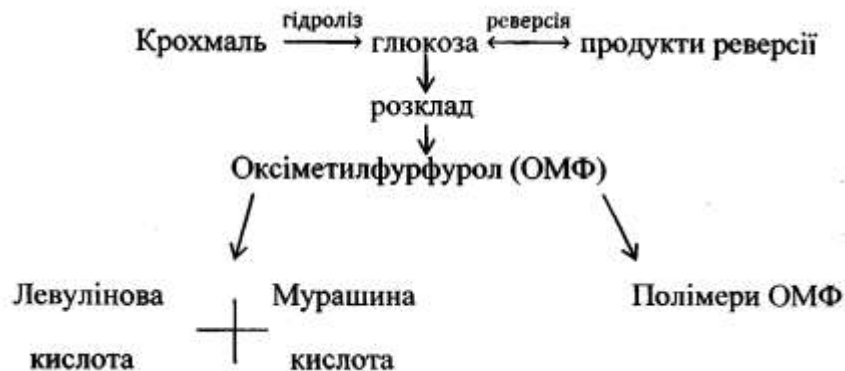 гідроліз реверсія
Крохмаль глюкоза продукти реверсії
розклад
Оксіметилфурфурол (ОМФ)
Левулінова Мурашина Полімери ОМФ
кислота кислота